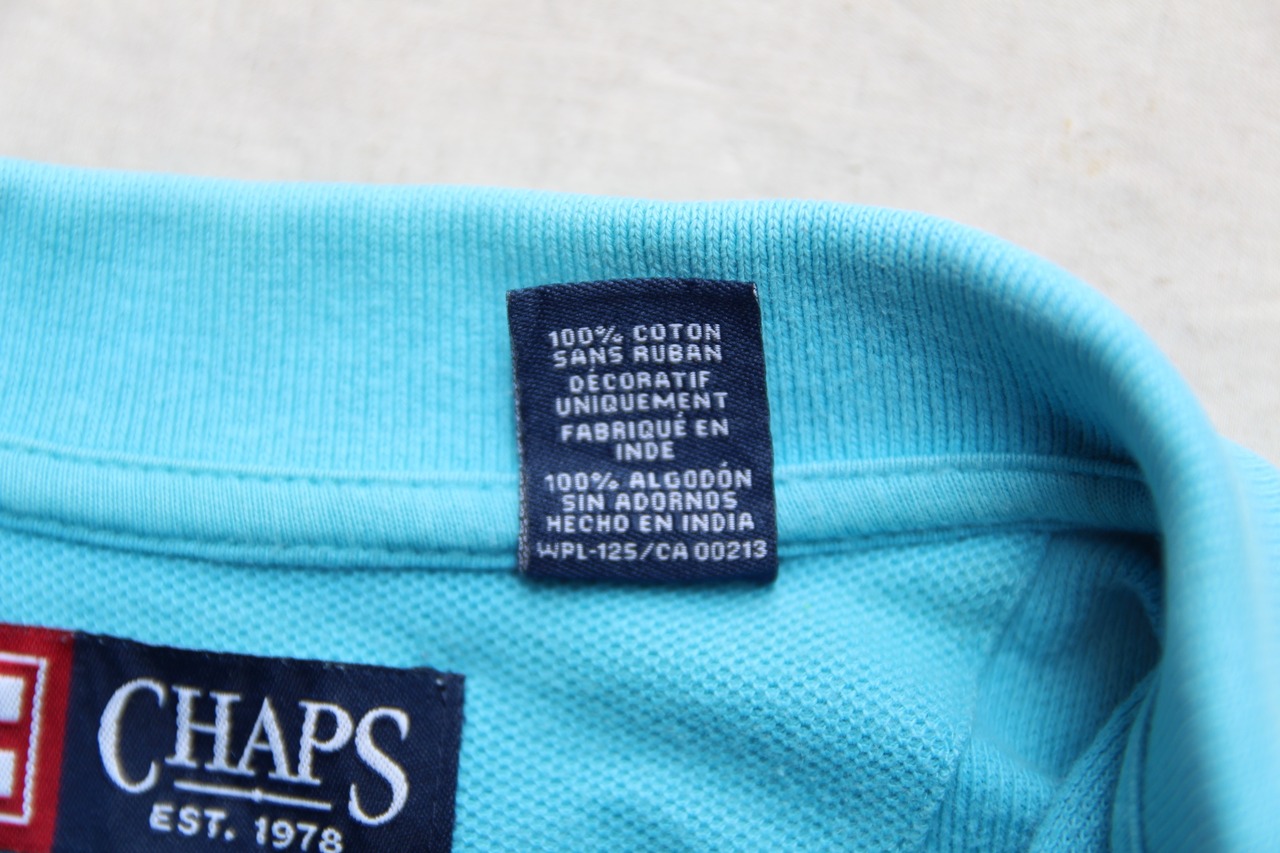 100% COTON
SANS RUBAN
DÉCORATIF
UNIQUEMENT
FABRIQUÉ EN
INDE
100% ALGODÓN
SIN ADORNOS
HECHO EN INDIA
WPL-125/CA 00213
CHAPS
EST. 1978